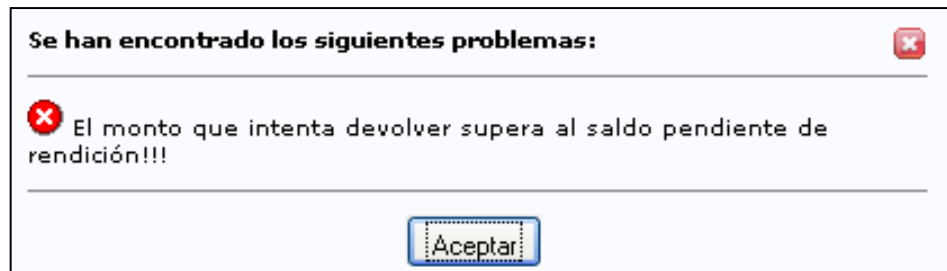 Se han encontrado los siguientes problemas:
El monto que intenta devolver supera al saldo pendiente de
rendición!!!
Aceptar